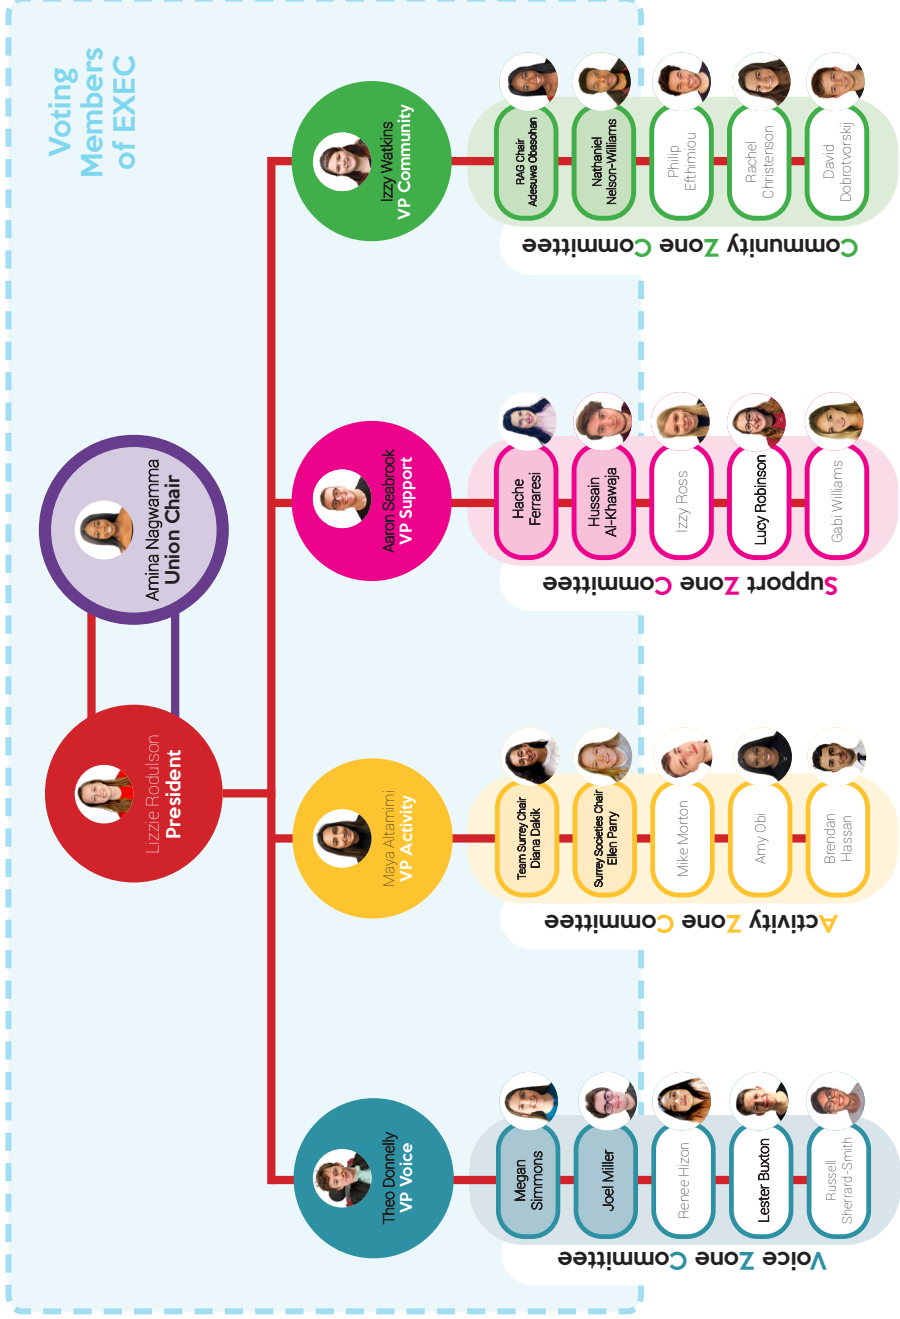 Voting
Members
of EXEC
Lizzie Rodulson
President
Amina Nagwamma
Union Chair
Theo Donnelly
VP Voice
Maya Altamimi
VP Activity
Aaron Seabrook
VP Support
Izzy Watkins
VP Community
Voice Zone Committee
Megan
Simmons
Joel Miller
Renee Hizon
Lester Buxton
Russell
Sherrard-Smith
Activity Zone Committee
Team Surrey Chair
Diana Dakik
Surrey Societies Chair
Ellen Parry
Mike Morton
Amy Obi
Brendan
Hassan
Support Zone Committee
Hache
Ferraresi
Hussain
Al-Khawaja
Izzy Ross
Lucy Robinson
Gabi Williams
Community Zone Committee
RAG Chair
Adesuwa Obasohan
Nathaniel
Nelson-Williams
Philip
Efthimiou
Rachel
Christenson
David
Dobrotvorskij